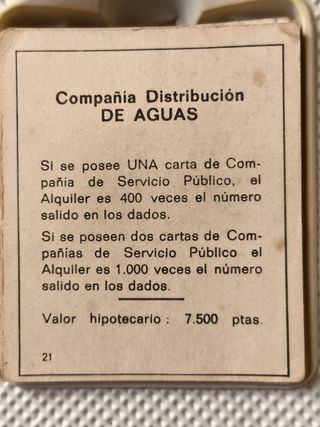 Compañía Distribución
DE AGUAS
Si se posee UNA carta de Com-
pañia de Servicio Público, el
Alquiler es 400 veces el número
salido en los dados.
Si se poseen dos cartas de Com-
pañías de Servicio Público el
Alquiler es 1.000 veces el número
salido en los dados.
Valor hipotecario : 7.500 ptas.
21